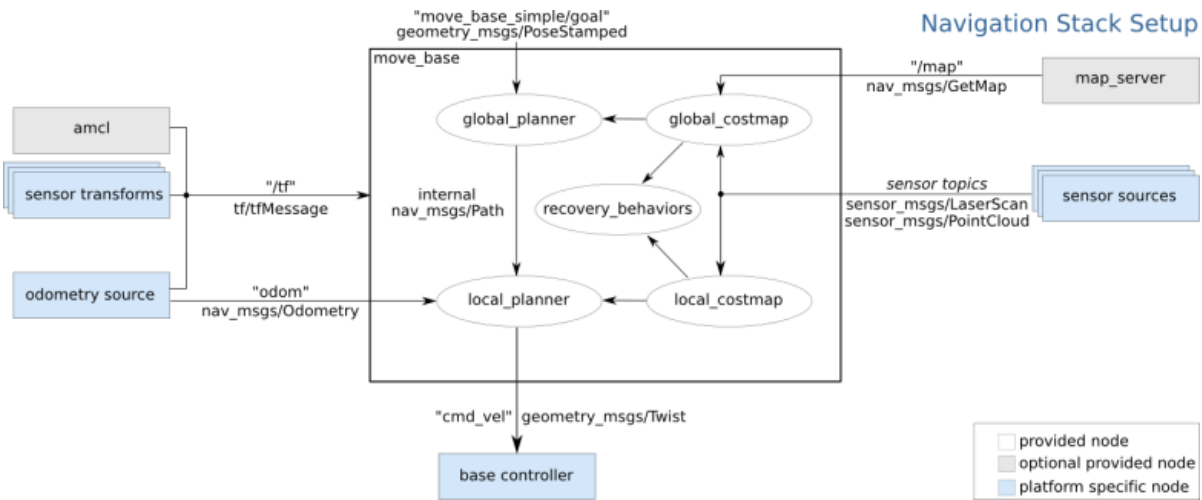 "move_base_simple/goal"
geometry_msgs/PoseStamped
Navigation Stack Setup
move_base
"/map"
nav_msgs/GetMap
map_server
amcl
global_planner
global_costmap
sensor transforms
"/tf"
tf/tfMessage
internal
nav_msgs/Path
recovery_behaviors
sensor topics
sensor_msgs/LaserScan
sensor_msgs/PointCloud
sensor sources
odometry source
"odom"
nav_msgs/Odometry
local_planner
local_costmap
"cmd_vel" geometry_msgs/Twist
base controller
provided node
optional provided node
platform specific node